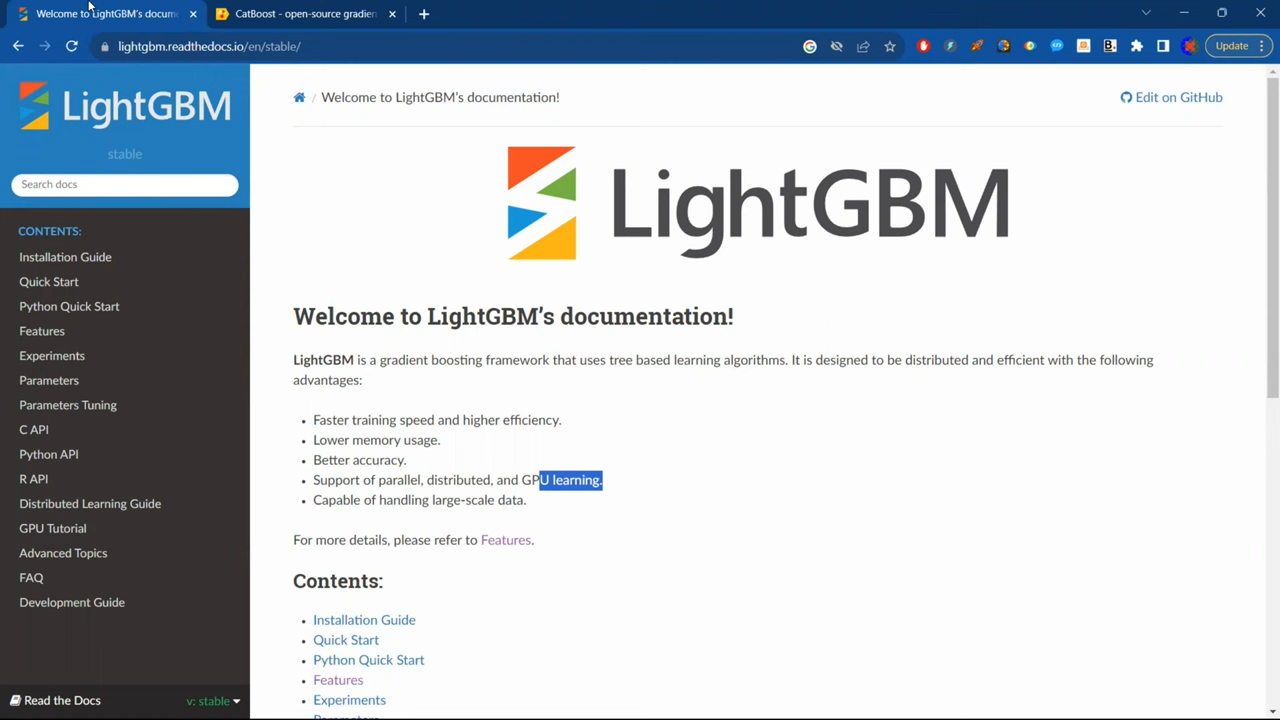 Welcome to LightGBM's docume
CatBoost - open-source gradien
lightgbm.readthedocs.io/en/stable/
Update
LightGBM
stable
Search docs
CONTENTS:
Installation Guide
Quick Start
Python Quick Start
Features
Experiments
Parameters
Parameters Tuning
C API
Python API
R API
Distributed Learning Guide
GPU Tutorial
Advanced Topics
FAQ
Development Guide
Read the Docs
v: stable
/ Welcome to LightGBM's documentation!
Edit on GitHub
LightGBM
Welcome to LightGBM's documentation!
LightGBM is a gradient boosting framework that uses tree based learning algorithms. It is designed to be distributed and efficient with the following
advantages:
• Faster training speed and higher efficiency.
• Lower memory usage.
• Better accuracy.
• Support of parallel, distributed, and GPU learning.
• Capable of handling large-scale data.
For more details, please refer to Features.
Contents:
• Installation Guide
• Quick Start
• Python Quick Start
• Features
• Experiments
• Parameters